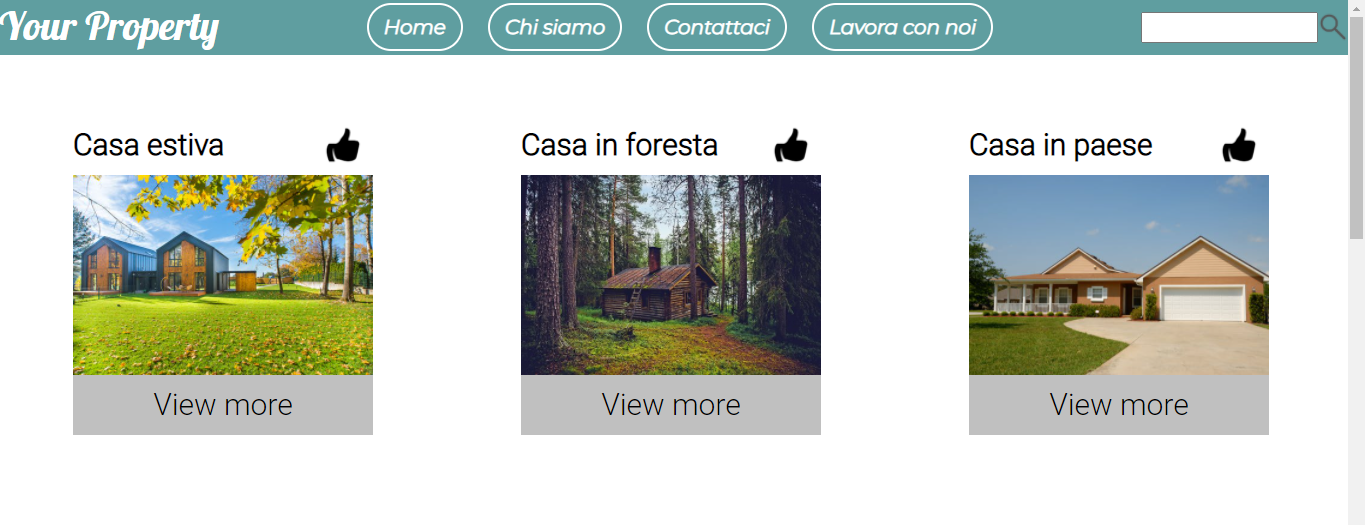 Your Property
Home
Chi siamo
Contattaci
Lavora con noi
Casa estiva
Casa in foresta
Casa in paese
View more
View more
View more